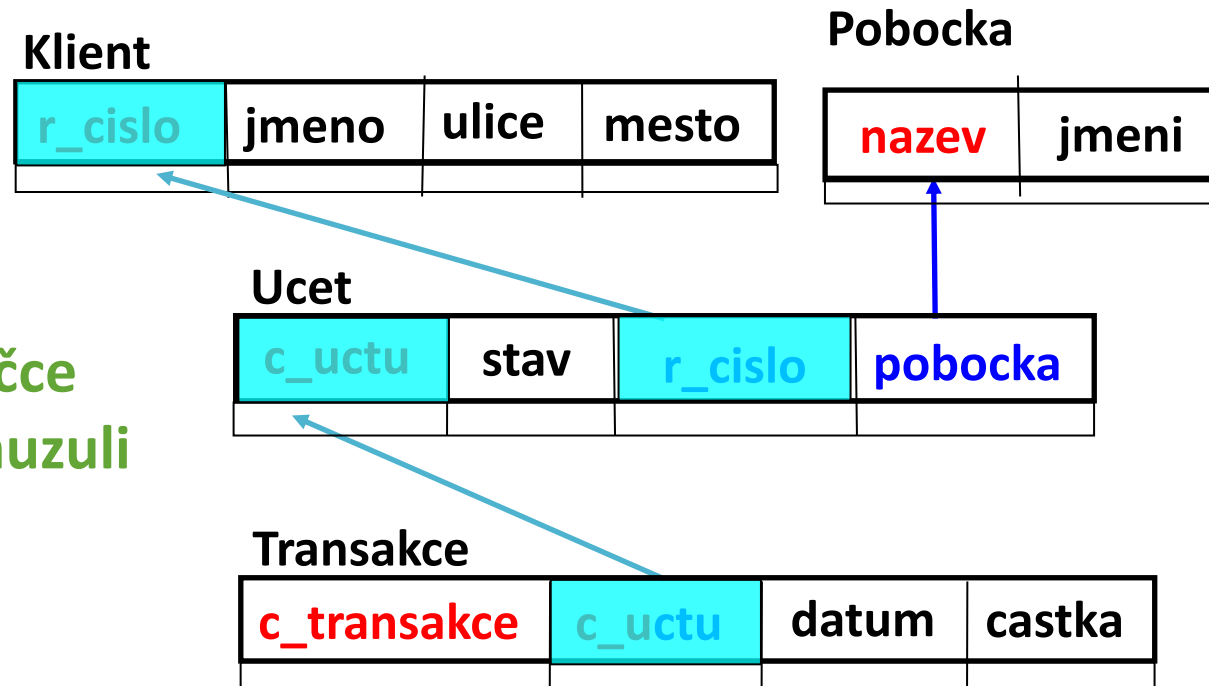 Klient
r_cislo jmeno ulice mesto
Pobocka
nazev jmeni
Ucet
c_uctu stav r_cislo pobocka
Transakce
c_transakce c_uctu datum castka